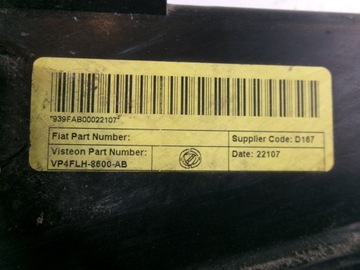 *939FAB00022107*
Fiat Part Number:
Supplier Code: D167
Visteon Part Number:
VP4FLH-8600-AB
Date: 22107